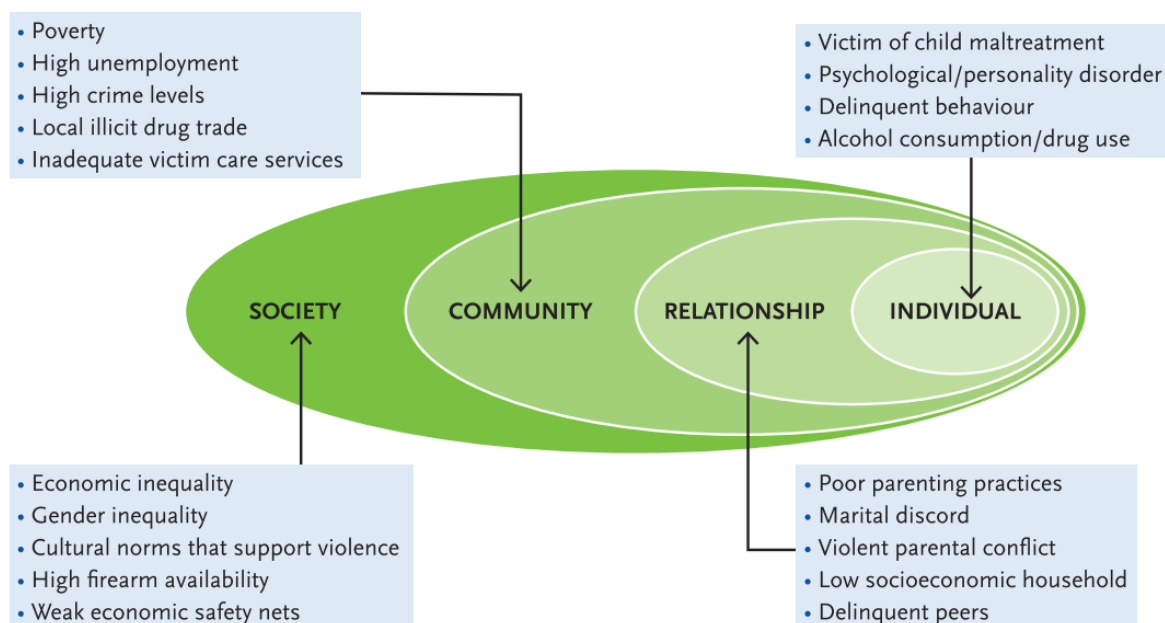 • Poverty
• High unemployment
• High crime levels
• Local illicit drug trade
• Inadequate victim care services
• Victim of child maltreatment
• Psychological/personality disorder
• Delinquent behaviour
• Alcohol consumption/drug use
SOCIETY
COMMUNITY
RELATIONSHIP
INDIVIDUAL
• Economic inequality
• Gender inequality
• Cultural norms that support violence
• High firearm availability
• Weak economic safety nets
• Poor parenting practices
• Marital discord
• Violent parental conflict
• Low socioeconomic household
• Delinquent peers